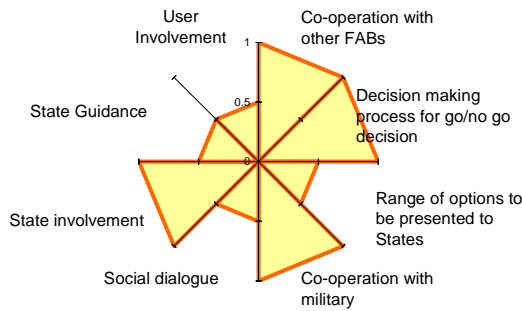 User
Involvement
Co-operation with
other FABs
1
Decision making
process for go/no go
decision
0.5
State Guidance
0
Range of options to
be presented to
States
State involvement
Social dialogue
Co-operation with
military